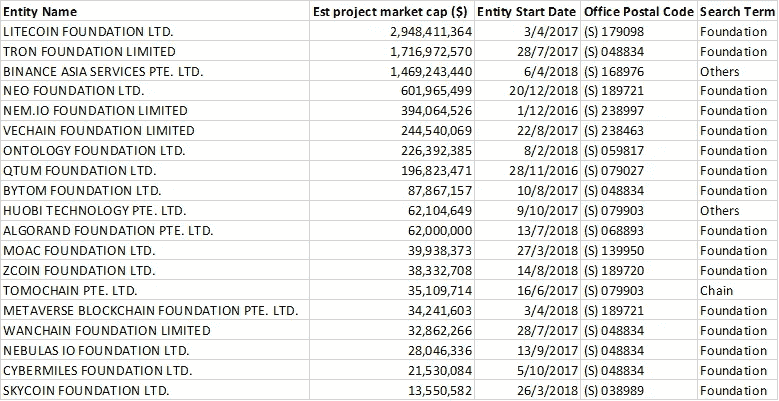 Entity Name Est project market cap ($) Entity Start Date Office Postal Code Search Term
LITECOIN FOUNDATION LTD. 2,948,411,364 3/4/2017 (S) 179098 Foundation
TRON FOUNDATION LIMITED 1,716,972,570 28/7/2017 (S) 048834 Foundation
BINANCE ASIA SERVICES PTE. LTD. 1,469,243,440 6/4/2018 (S) 168976 Others
NEO FOUNDATION LTD. 601,965,499 20/12/2018 (S) 189721 Foundation
NEM.IO FOUNDATION LIMITED 394,064,526 1/12/2016 (S) 238997 Foundation
VECHAIN FOUNDATION LIMITED 244,540,069 22/8/2017 (S) 238463 Foundation
ONTOLOGY FOUNDATION LTD. 226,392,385 8/2/2018 (S) 059817 Foundation
QTUM FOUNDATION LTD. 196,823,471 28/11/2016 (S) 079027 Foundation
BYTOM FOUNDATION LTD. 87,867,157 10/8/2017 (S) 048834 Foundation
HUOBI TECHNOLOGY PTE. LTD. 62,104,649 9/10/2017 (S) 079903 Others
ALGORAND FOUNDATION PTE. LTD. 62,000,000 13/7/2018 (S) 068893 Foundation
MOAC FOUNDATION LTD. 39,938,373 27/3/2018 (S) 139950 Foundation
ZCOIN FOUNDATION LTD. 38,332,708 14/8/2018 (S) 189720 Foundation
TOMOCHAIN PTE. LTD. 35,109,714 16/6/2017 (S) 079903 Chain
METAVERSE BLOCKCHAIN FOUNDATION PTE. LTD. 34,241,603 3/4/2018 (S) 189721 Foundation
WANCHAIN FOUNDATION LIMITED 32,862,266 28/7/2017 (S) 048834 Foundation
NEBULAS IO FOUNDATION LTD. 28,046,336 13/9/2017 (S) 048834 Foundation
CYBERMILES FOUNDATION LTD. 21,530,084 5/10/2017 (S) 048834 Foundation
SKYCOIN FOUNDATION LTD. 13,550,582 26/3/2018 (S) 038989 Foundation